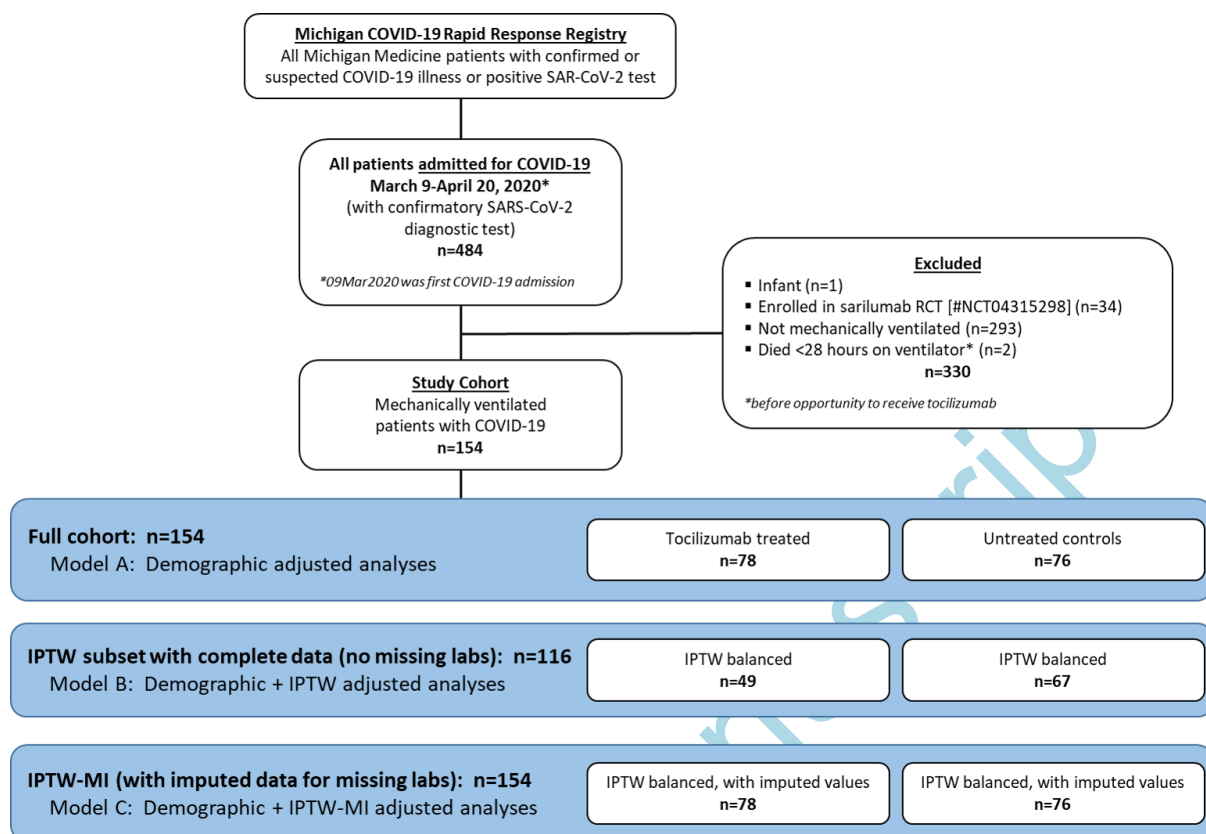 Michigan COVID-19 Rapid Response Registry
All Michigan Medicine patients with confirmed or
suspected COVID-19 illness or positive SAR-CoV-2 test
All patients admitted for COVID-19
March 9-April 20, 2020*
(with confirmatory SARS-CoV-2
diagnostic test)
n=484
*09Mar2020 was first COVID-19 admission
Excluded
▪ Infant (n=1)
▪ Enrolled in sarilumab RCT [#NCT04315298] (n=34)
▪ Not mechanically ventilated (n=293)
▪ Died <28 hours on ventilator* (n=2)
n=330
*before opportunity to receive tocilizumab
Study Cohort
Mechanically ventilated
patients with COVID-19
n=154
Full cohort: n=154
Model A: Demographic adjusted analyses
Tocilizumab treated
n=78
Untreated controls
n=76
IPTW subset with complete data (no missing labs): n=116
Model B: Demographic + IPTW adjusted analyses
IPTW balanced
n=49
IPTW balanced
n=67
IPTW-MI (with imputed data for missing labs): n=154
Model C: Demographic + IPTW-MI adjusted analyses
IPTW balanced, with imputed values
n=78
IPTW balanced, with imputed values
n=76